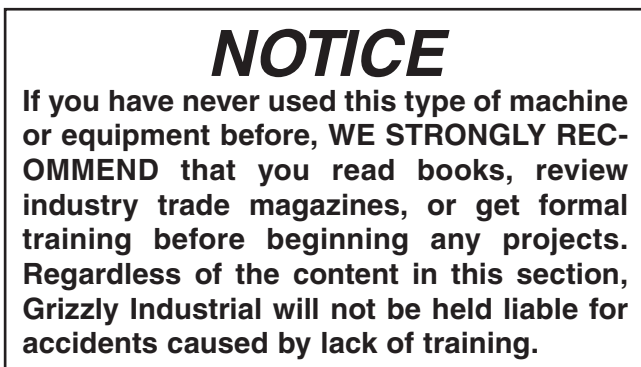 NOTICE
If you have never used this type of machine
or equipment before, WE STRONGLY REC-
OMMEND that you read books, review
industry trade magazines, or get formal
training before beginning any projects.
Regardless of the content in this section,
Grizzly Industrial will not be held liable for
accidents caused by lack of training.